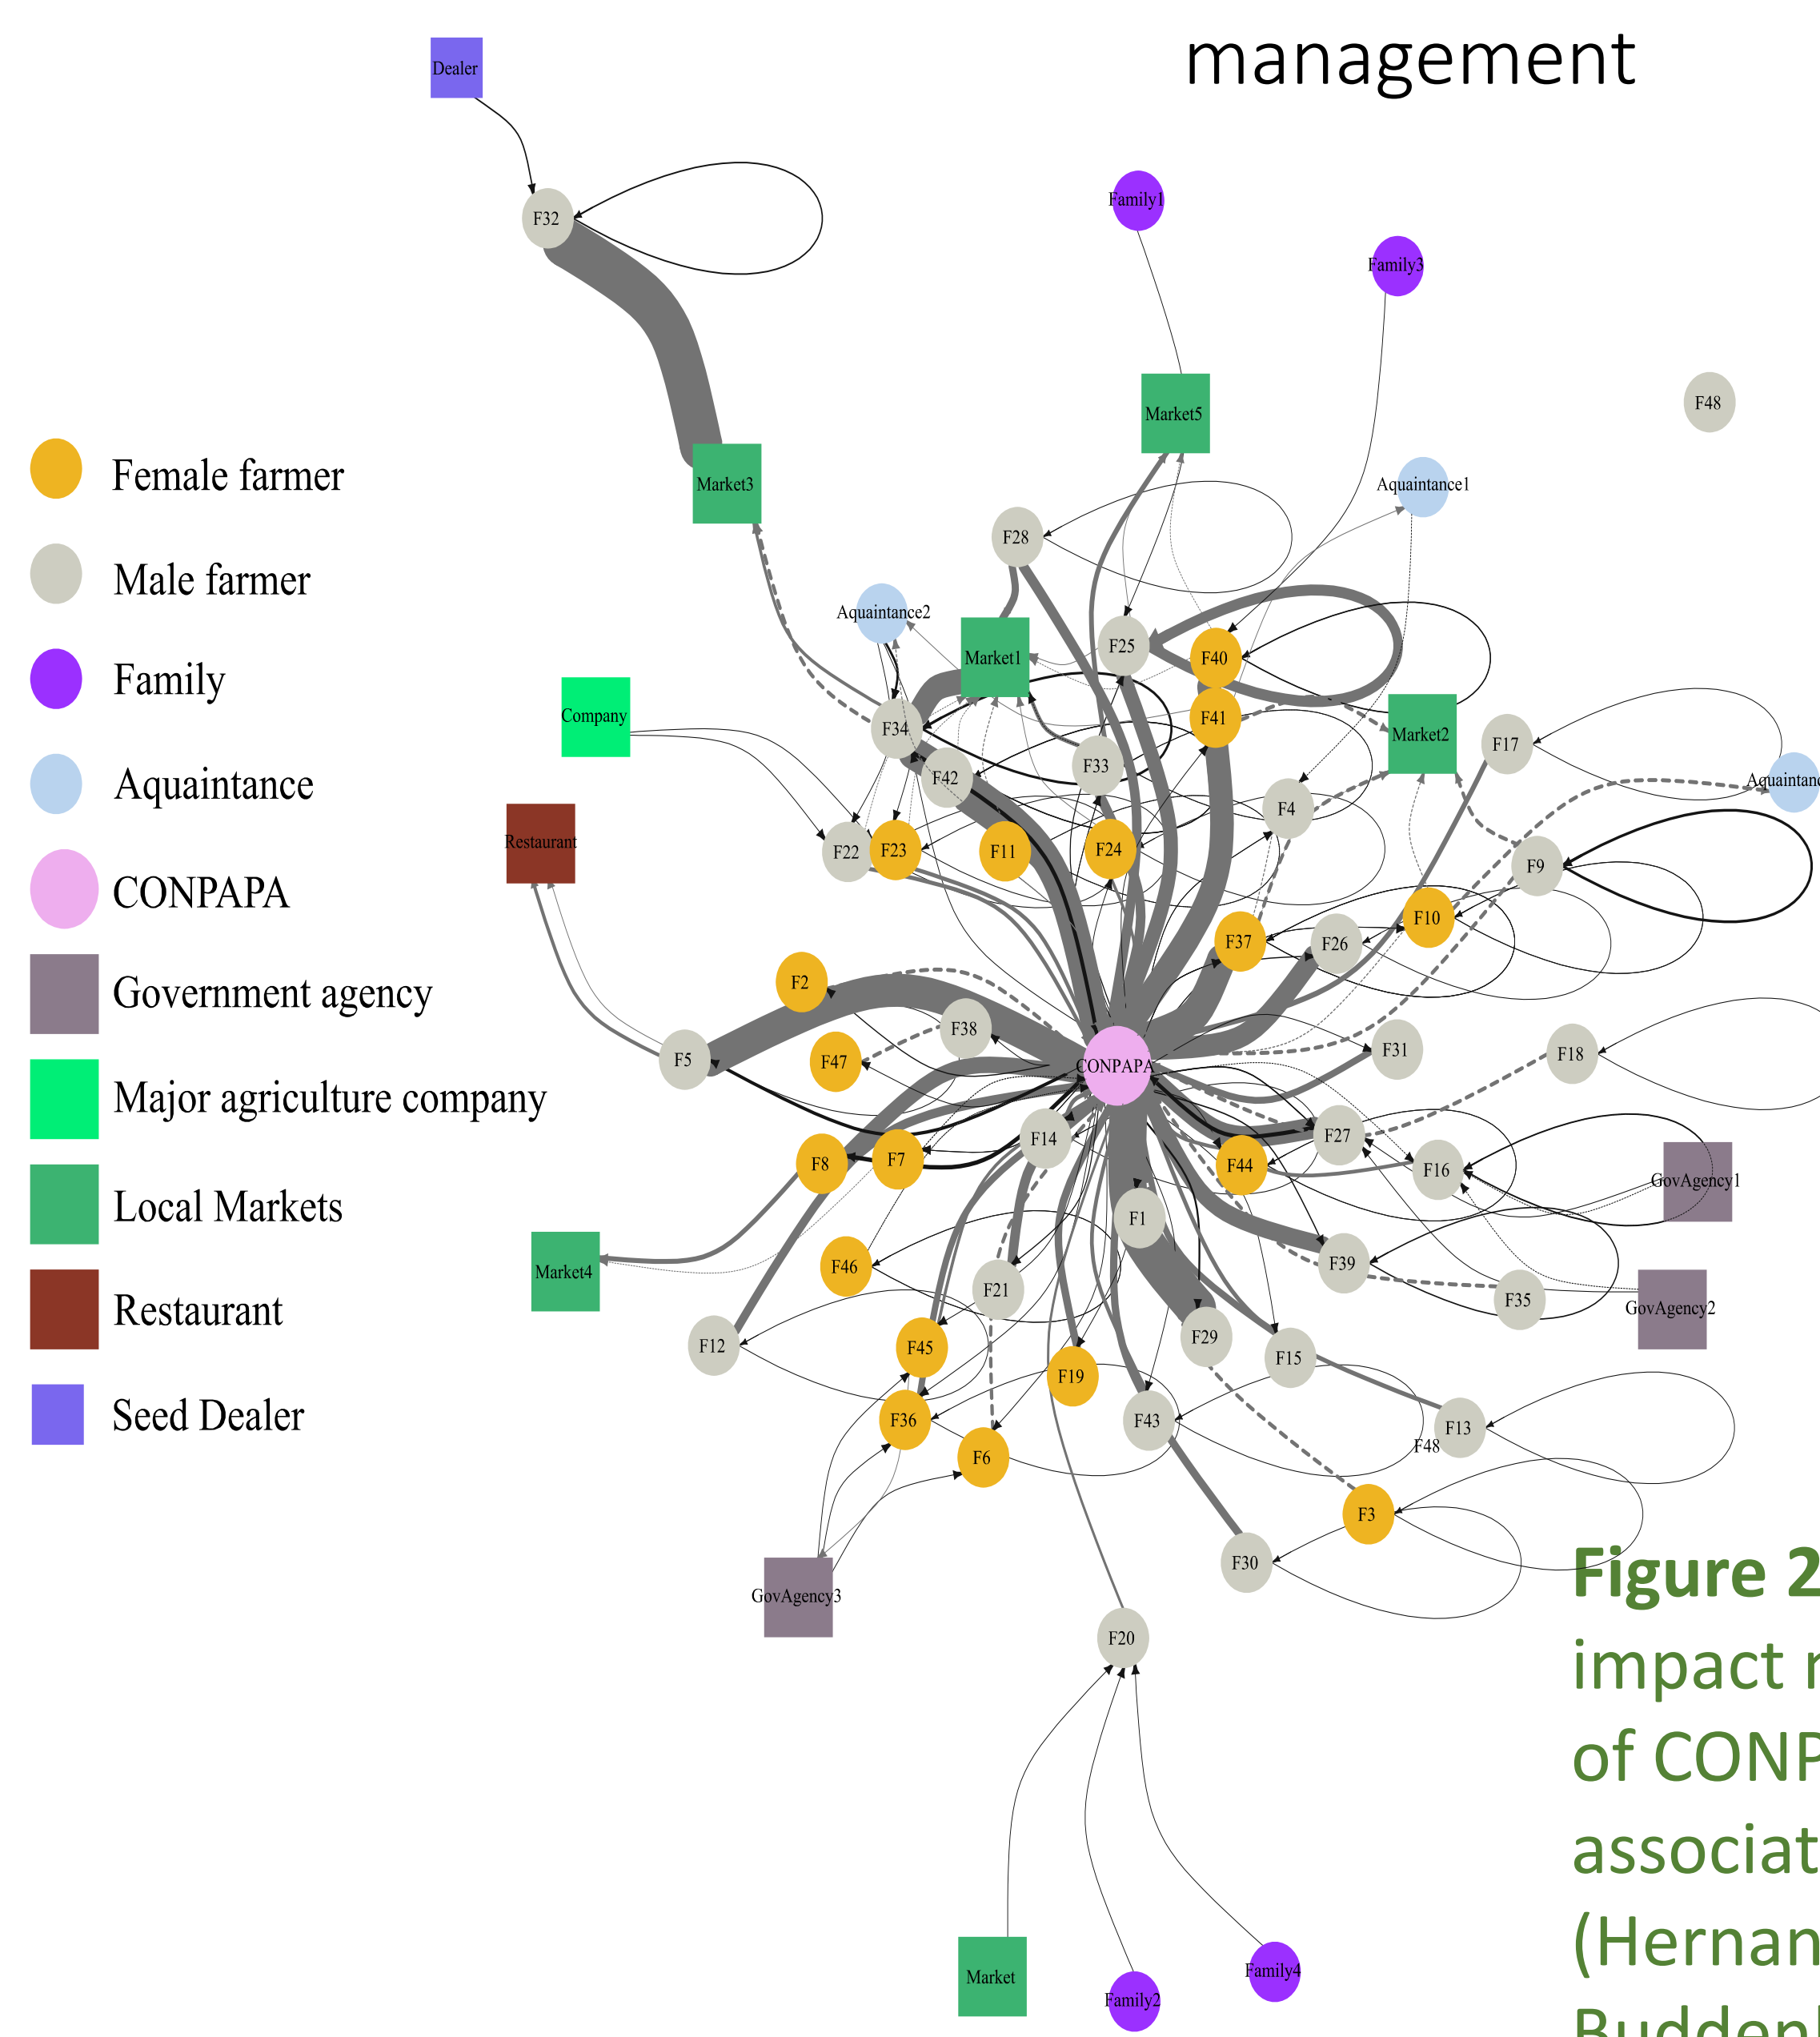 management
Dealer
F32
Family1
Family3
Market5
F48
Market3
Aquaintance1
F28
Aquaintance2
Market1
F25
F40
F41
Company
F34
Market2
F17
F42
F33
Aquaintanc
F4
Restaurant
F22
F23
F11
F24
F9
F10
F37
F26
F2
F38
F5
F47
CONPAPA
F31
F18
F14
F27
F8
F7
F44
F16
GovAgency1
F1
Market4
F46
F21
F39
F35
GovAgency2
F12
F45
F29
F15
F19
F36
F43
F13
F48
F6
F3
F30
GovAgency3
F20
Market
Family2
Family4
Female farmer
Male farmer
Family
Aquaintance
CONPAPA
Government agency
Major agriculture company
Local Markets
Restaurant
Seed Dealer
Figure 2
impact
of CONP
associat
(Hernan